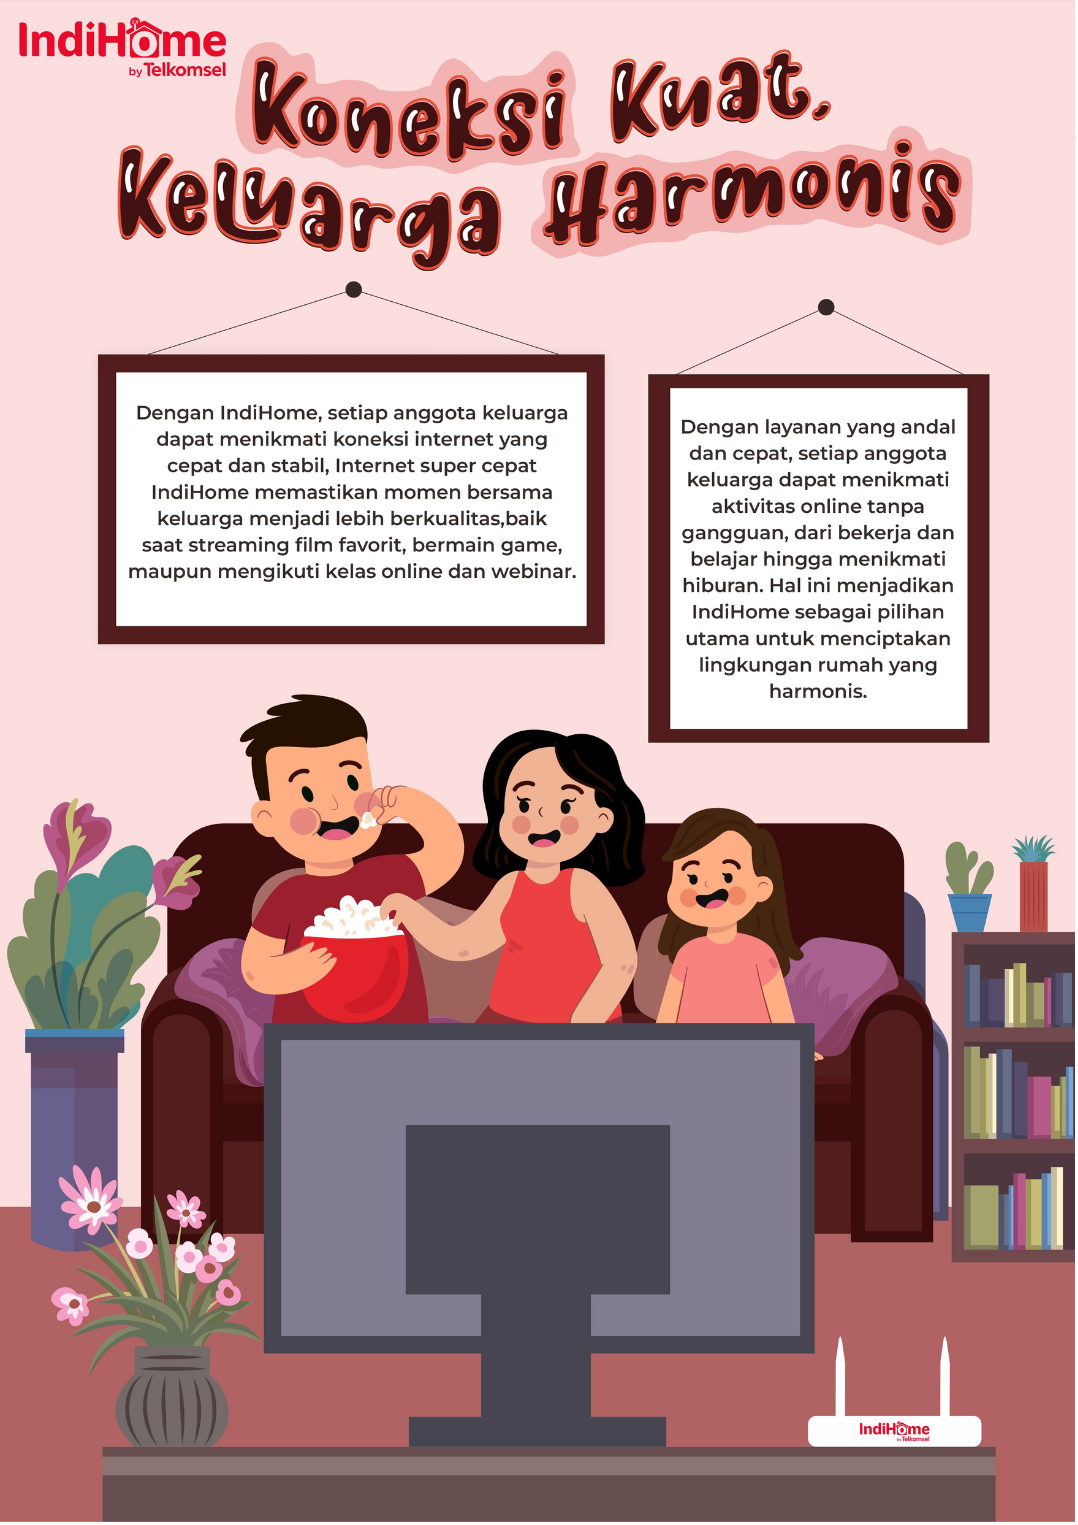 IndiHome
by Telkomsel
Koneksi Kuat,
Keluarga Harmonis
Dengan IndiHome, setiap anggota keluarga
dapat menikmati koneksi internet yang
cepat dan stabil, Internet super cepat
IndiHome memastikan momen bersama
keluarga menjadi lebih berkualitas,baik
saat streaming film favorit, bermain game,
maupun mengikuti kelas online dan webinar.
Dengan layanan yang andal
dan cepat, setiap anggota
keluarga dapat menikmati
aktivitas online tanpa
gangguan, dari bekerja dan
belajar hingga menikmati
hiburan. Hal ini menjadikan
IndiHome sebagai pilihan
utama untuk menciptakan
lingkungan rumah yang
harmonis.
IndiHome
by Telkomsel